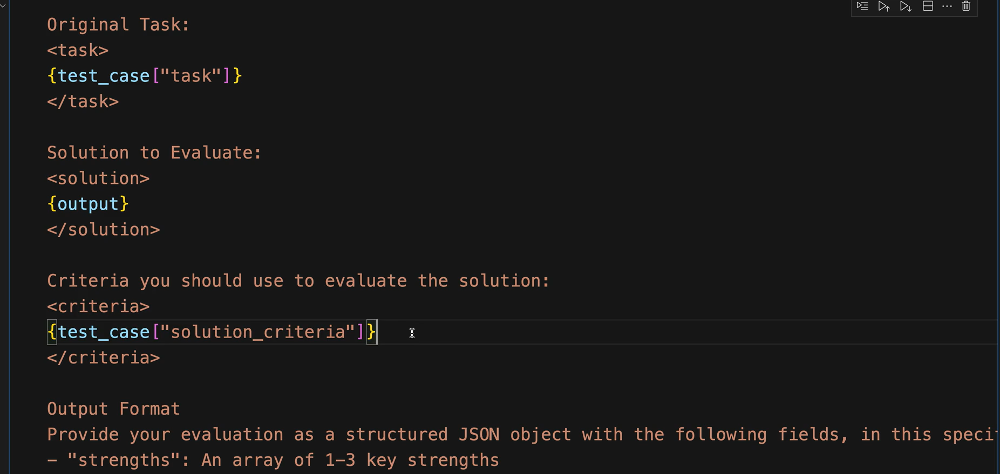 Original Task:
<task>
{test_case["task"]}
</task>
Solution to Evaluate:
<solution>
{output}
</solution>
Criteria you should use to evaluate the solution:
<criteria>
{test_case["solution_criteria"]}
</criteria>
Output Format
Provide your evaluation as a structured JSON object with the following fields, in this
- "strengths": An array of 1-3 key strengths